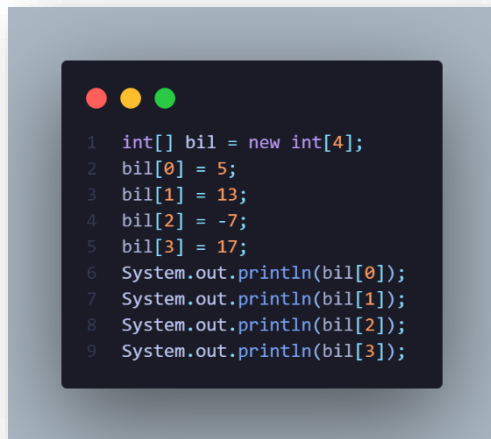 1 int[] bil = new int[4];
2 bil[0] = 5;
3 bil[1] = 13;
4 bil[2] = -7;
5 bil[3] = 17;
6 System.out.println(bil[0]);
7 System.out.println(bil[1]);
8 System.out.println(bil[2]);
9 System.out.println(bil[3]);